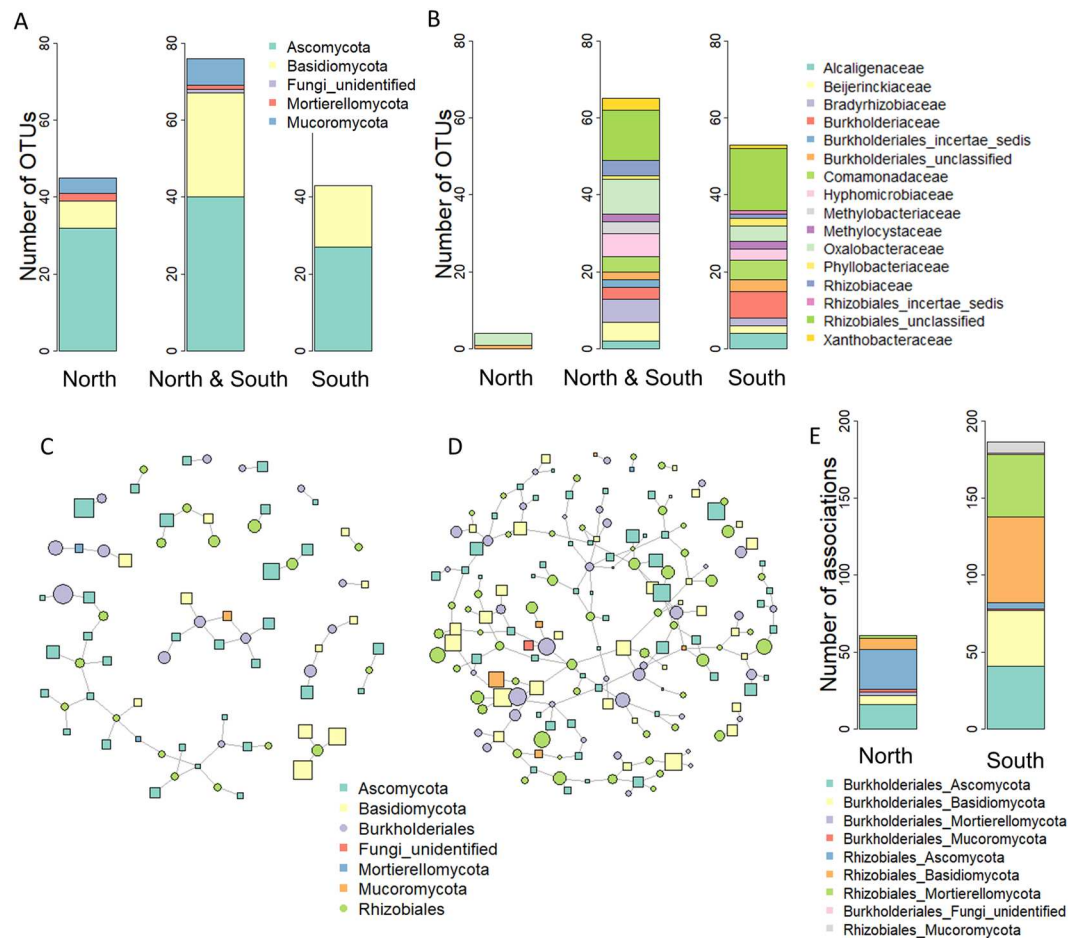 A
Number of OTUs
80
60
40
20
0
North
80
60
40
20
0
North & South
40
20
0
South
Ascomycota
Basidiomycota
Fungi_unidentified
Mortierellomycota
Mucoromycota
B
Number of OTUs
80
60
40
20
0
North
80
60
40
20
0
North & South
80
60
40
20
0
South
Alcaligenaceae
Beijerinckiaceae
Bradyrhizobiaceae
Burkholderiaceae
Burkholderiales_incertae_sedis
Burkholderiales_unclassified
Comamonadaceae
Hyphomicrobiaceae
Methylobacteriaceae
Methylocystaceae
Oxalobacteraceae
Phyllobacteriaceae
Rhizobiaceae
Rhizobiales_incertae_sedis
Rhizobiales_unclassified
Xanthobacteraceae
C
D
Ascomycota
Basidiomycota
Burkholderiales
Fungi_unidentified
Mortierellomycota
Mucoromycota
Rhizobiales
E
Number of associations
200
150
100
50
0
North
200
150
100
50
0
South
Burkholderiales_Ascomycota
Burkholderiales_Basidiomycota
Burkholderiales_Mortierellomycota
Burkholderiales_Mucoromycota
Rhizobiales_Ascomycota
Rhizobiales_Basidiomycota
Rhizobiales_Mortierellomycota
Burkholderiales_Fungi_unidentified
Rhizobiales_Mucoromycota